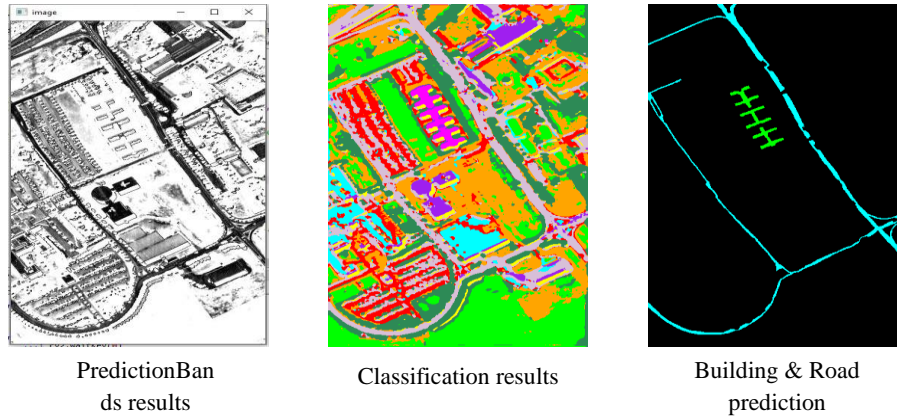 image
PredictionBan
ds results
Classification results
Building & Road
prediction